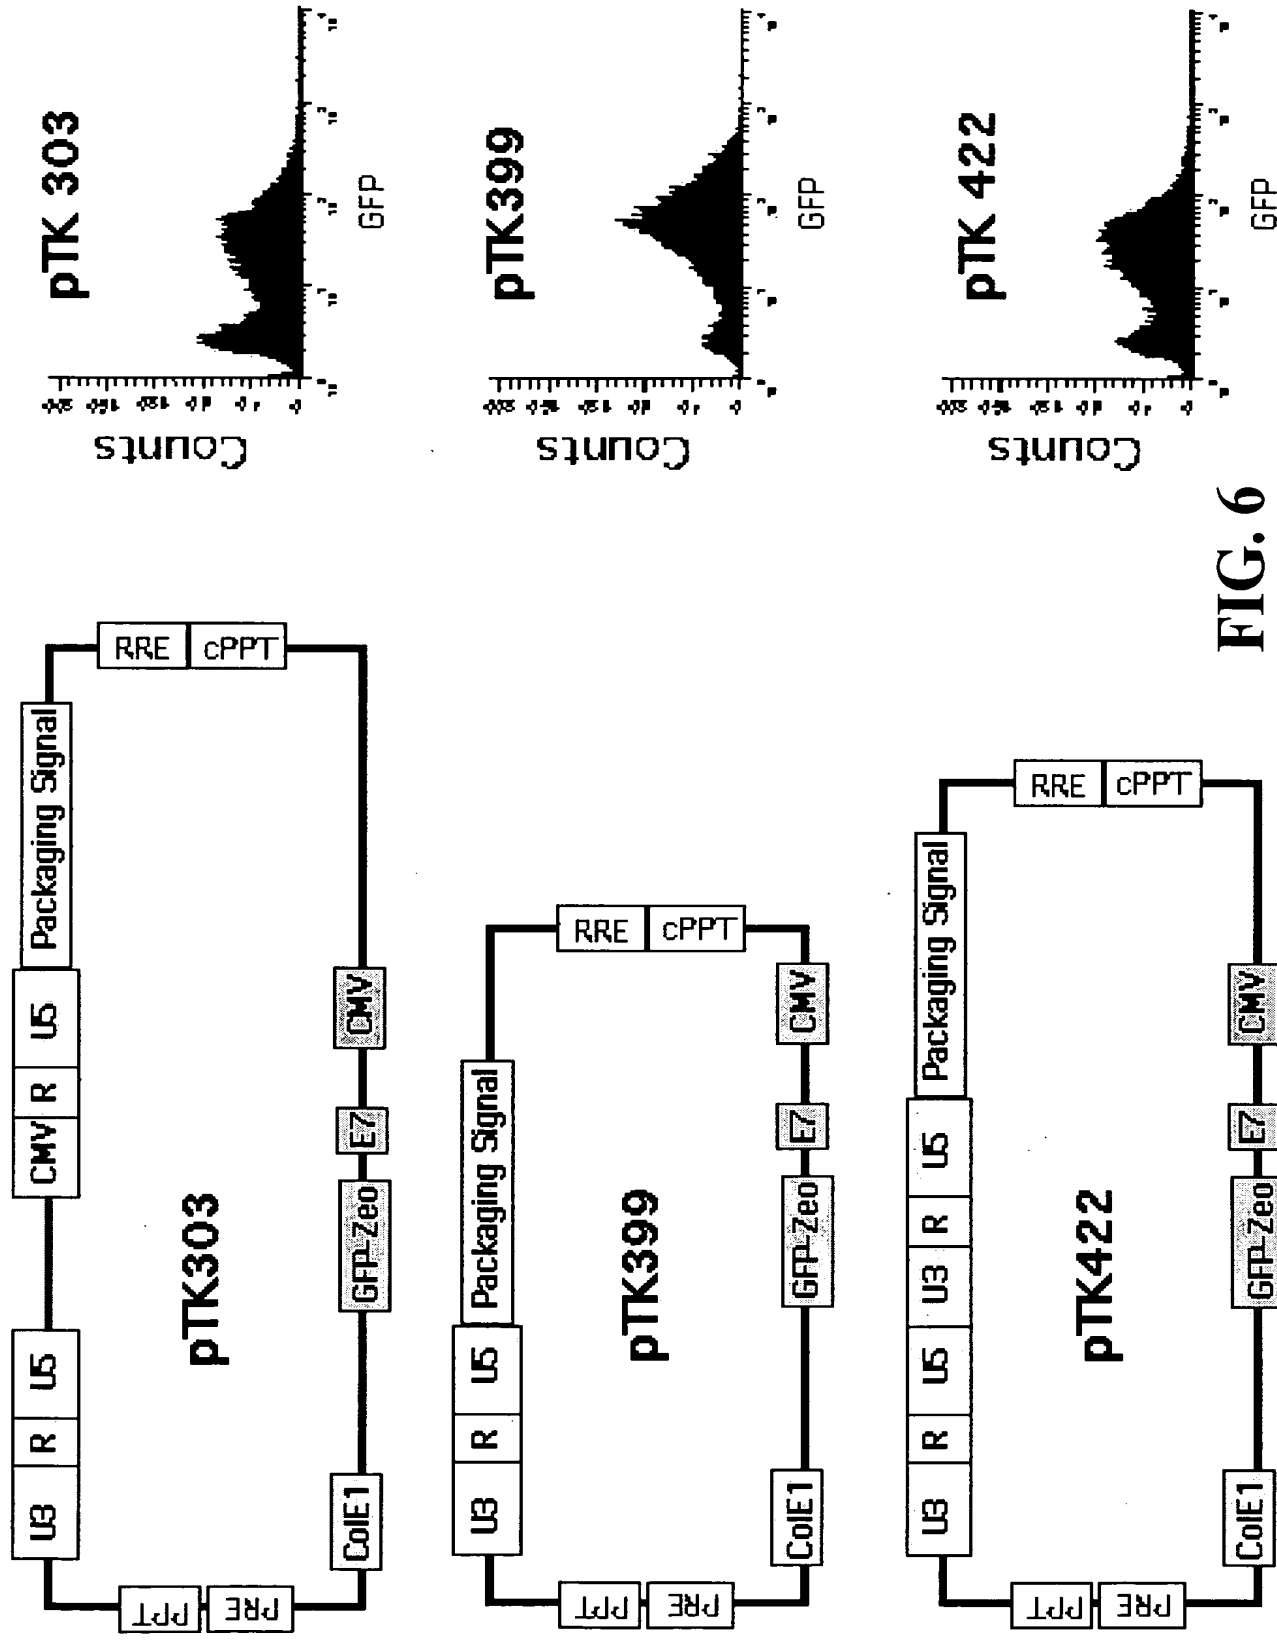 U3 R U5 CMV R U5 Packaging Signal
RRE cPPT
PPT PRE
pTK303
ColE1 GFP-Zeo E7 CMV
pTK 303
Counts
GFP
U3 R U5 Packaging Signal
RRE cPPT
PPT PRE
pTK399
ColE1 GFP-Zeo E7 CMV
pTK399
Counts
GFP
U3 R U5 U3 R U5 Packaging Signal
RRE cPPT
PPT PRE
pTK422
ColE1 GFP-Zeo E7 CMV
pTK 422
Counts
GFP
FIG. 6